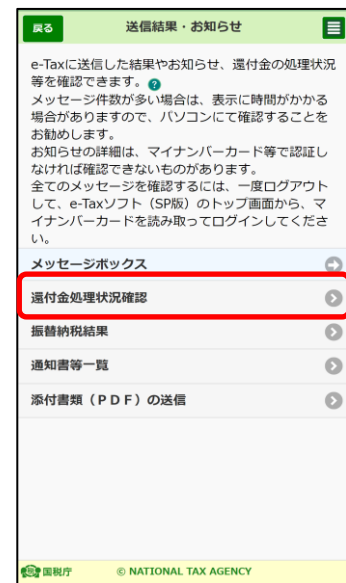 戻る
送信結果・お知らせ
e-Taxに送信した結果やお知らせ、還付金の処理状況
等を確認できます。?
メッセージ件数が多い場合は、表示に時間がかかる
場合がありますので、パソコンにて確認することを
お勧めします。
お知らせの詳細は、マイナンバーカード等で認証し
なければ確認できないものがあります。
全てのメッセージを確認するには、一度ログアウト
して、e-Taxソフト（SP版）のトップ画面から、マ
イナンバーカードを読み取ってログインしてくださ
い。
メッセージボックス
還付金処理状況確認
振替納税結果
通知書等一覧
添付書類（ＰＤＦ）の送信
国税庁 © NATIONAL TAX AGENCY